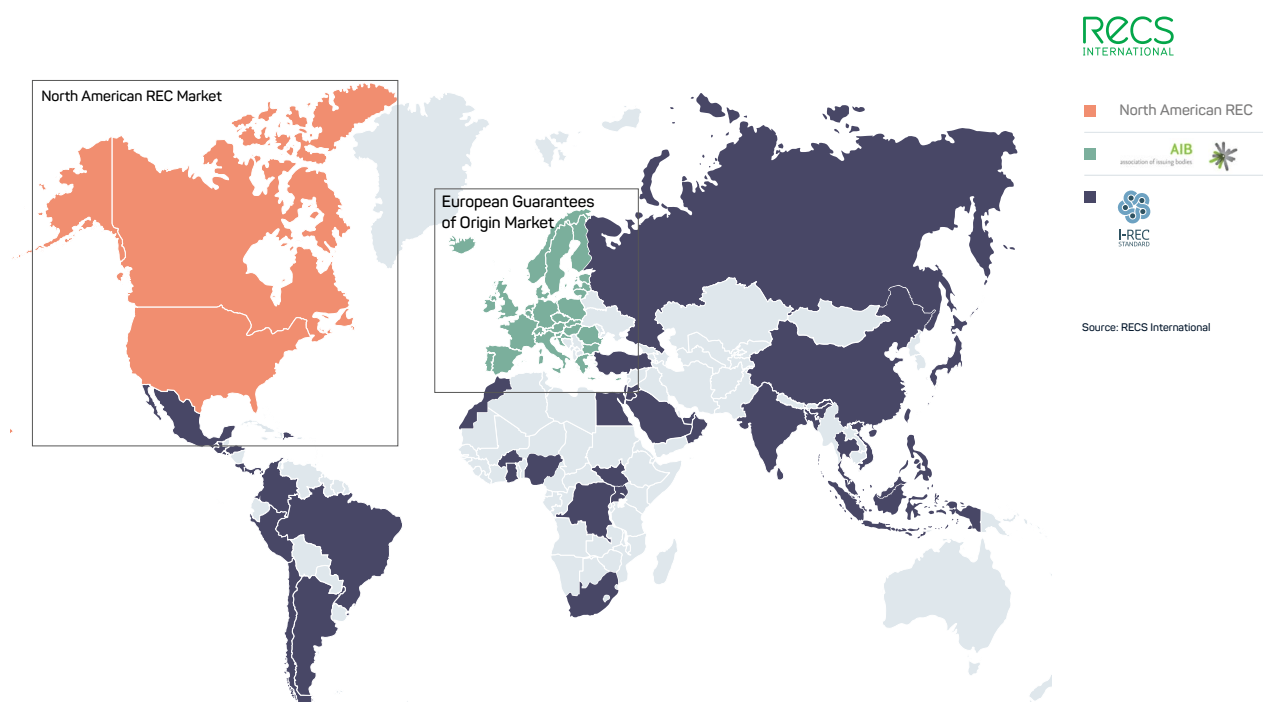 RECS
INTERNATIONAL
North American REC Market
North American REC
AIB
association of issuing bodies
European Guarantees
of Origin Market
I-REC
STANDARD
Source: RECS International